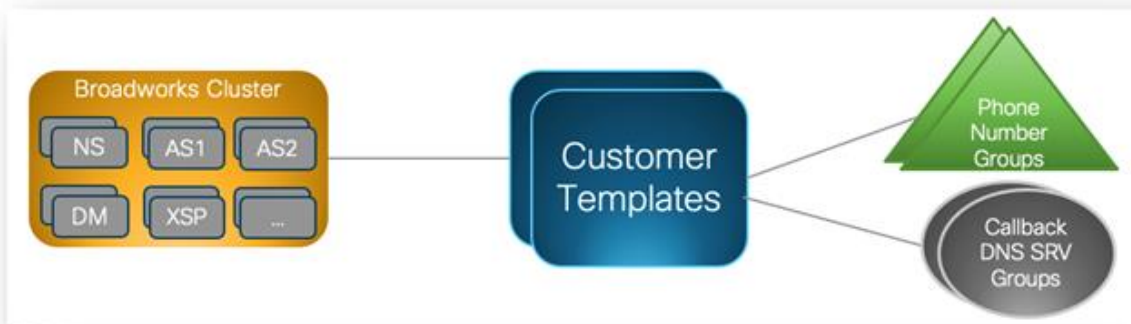 Broadworks Cluster
NS
AS1
AS2
DM
XSP
...
Customer
Templates
Phone
Number
Groups
Callback
DNS SRV
Groups